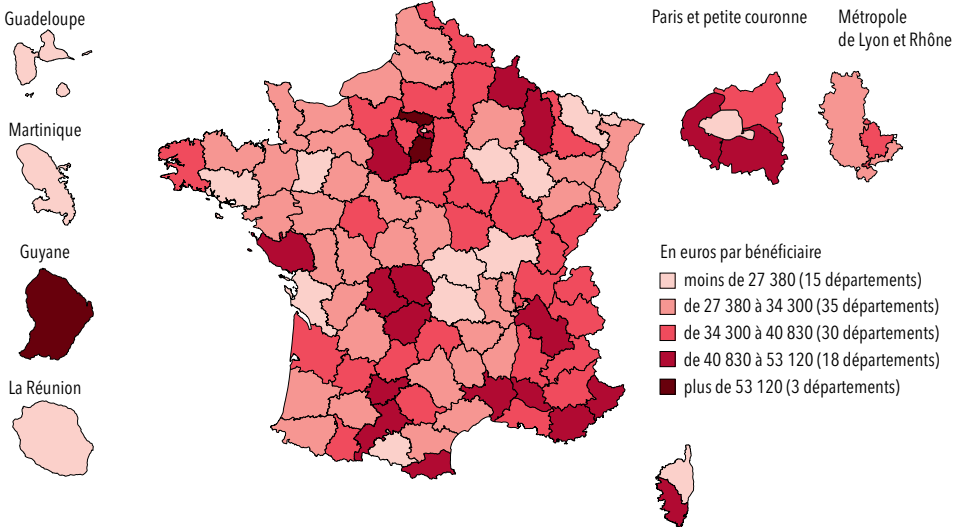 Guadeloupe
Martinique
Guyane
La Réunion
Paris et petite couronne
Métropole
de Lyon et Rhône
En euros par bénéficiaire
moins de 27 380 (15 départements)
de 27 380 à 34 300 (35 départements)
de 34 300 à 40 830 (30 départements)
de 40 830 à 53 120 (18 départements)
plus de 53 120 (3 départements)